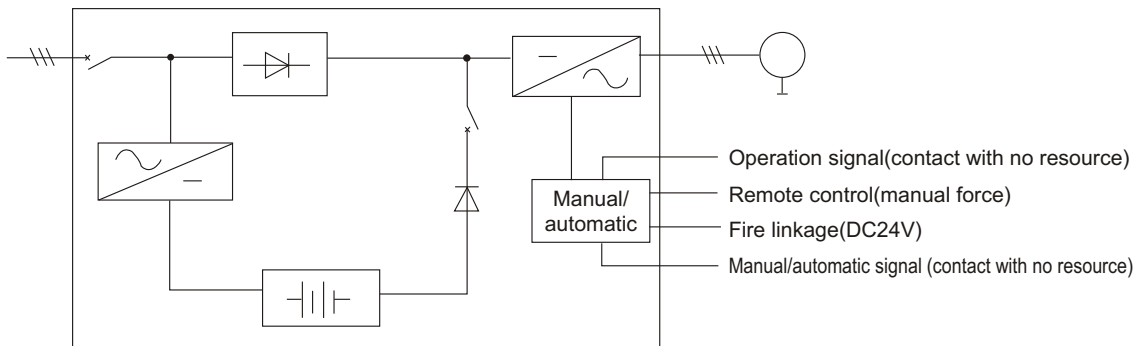 Operation signal(contact with no resource)
Remote control(manual force)
Manual/
automatic
Fire linkage(DC24V)
Manual/automatic signal (contact with no resource)